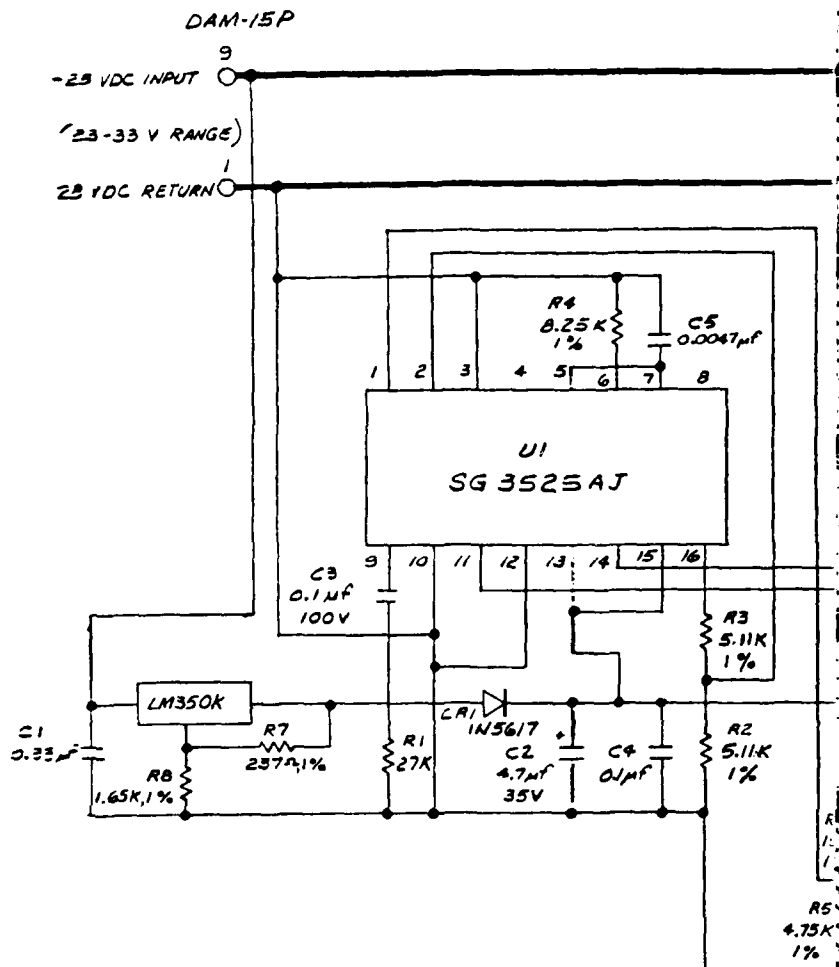 DAM-15P
9
-25 VDC INPUT
(23-33 V RANGE)
1
28 VDC RETURN
R4
8.25K
1%
C5
0.0047µf
1 2 3 4 5 6 7 8
U1
SG 3525AJ
9 10 11 12 13 14 15 16
C3
0.1µf
100V
R3
5.11K
1%
LM350K
CR1
1N5617
C1
0.33µf
R7
237Ω,1%
R8
1.65K,1%
R1
27K
+
C2
4.7µf
35V
C4
0.1µf
R2
5.11K
1%
R5
4.75K
1%